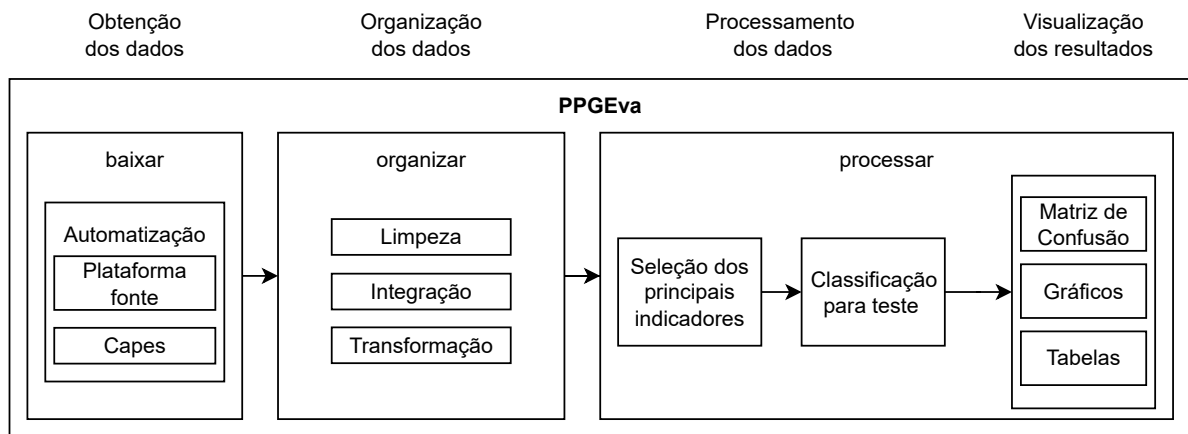 Obtenção
dos dados
Organização
dos dados
Processamento
dos dados
Visualização
dos resultados
PPGEva
baixar
Automatização
Plataforma
fonte
Capes
organizar
Limpeza
Integração
Transformação
processar
Seleção dos
principais
indicadores
Classificação
para teste
Matriz de
Confusão
Gráficos
Tabelas